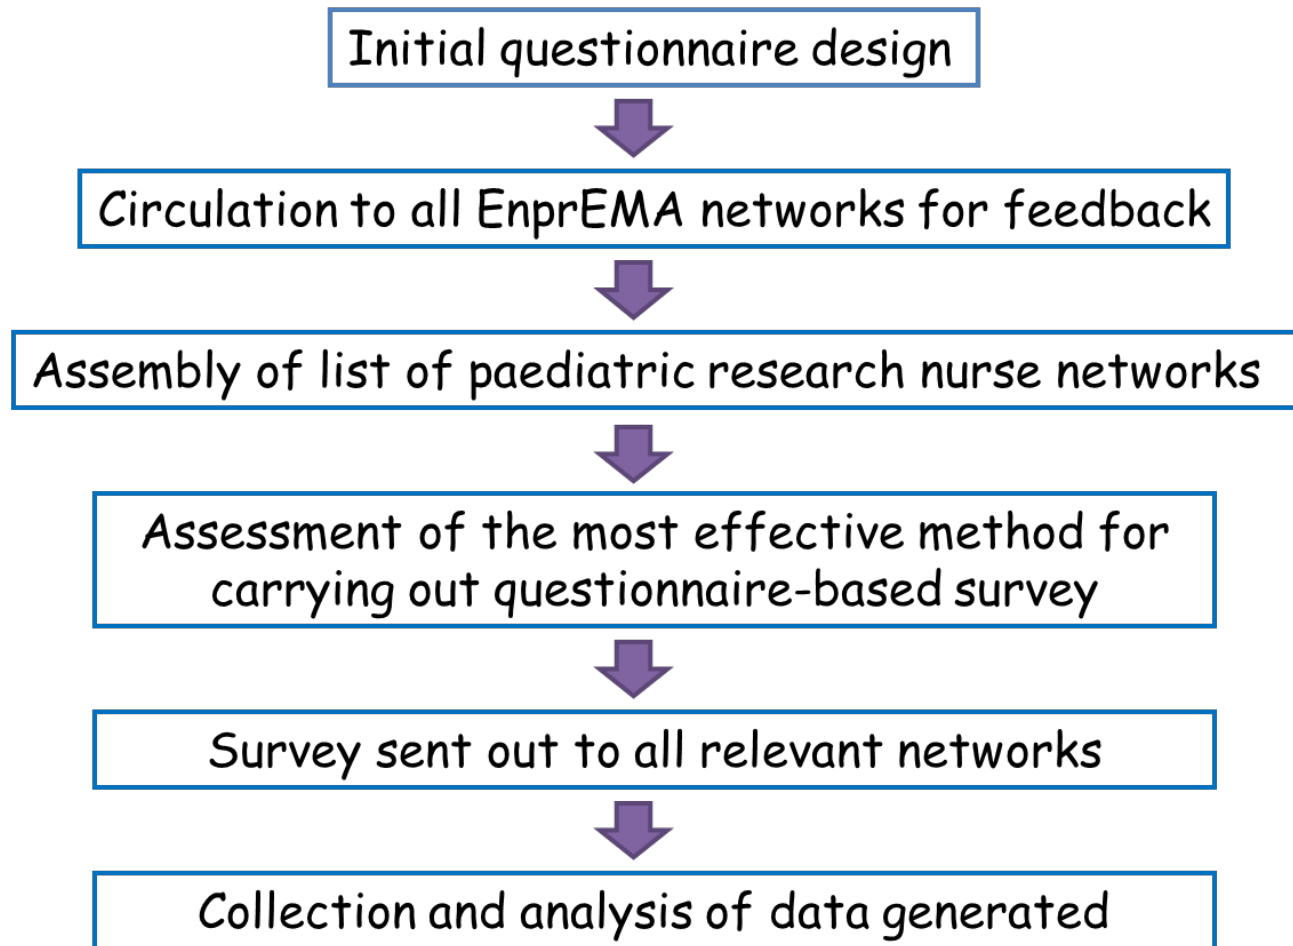 Initial questionnaire design
Circulation to all EnprEMA networks for feedback
Assembly of list of paediatric research nurse networks
Assessment of the most effective method for
carrying out questionnaire-based survey
Survey sent out to all relevant networks
Collection and analysis of data generated